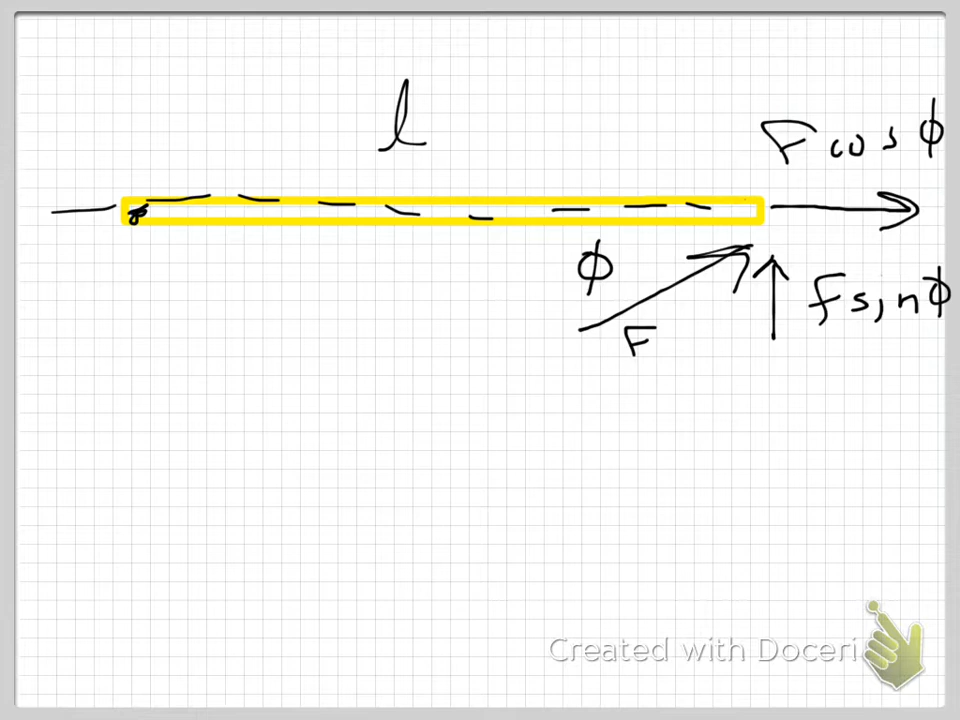 l
F cos ϕ
ϕ
F sin ϕ
F
Created with Doceri